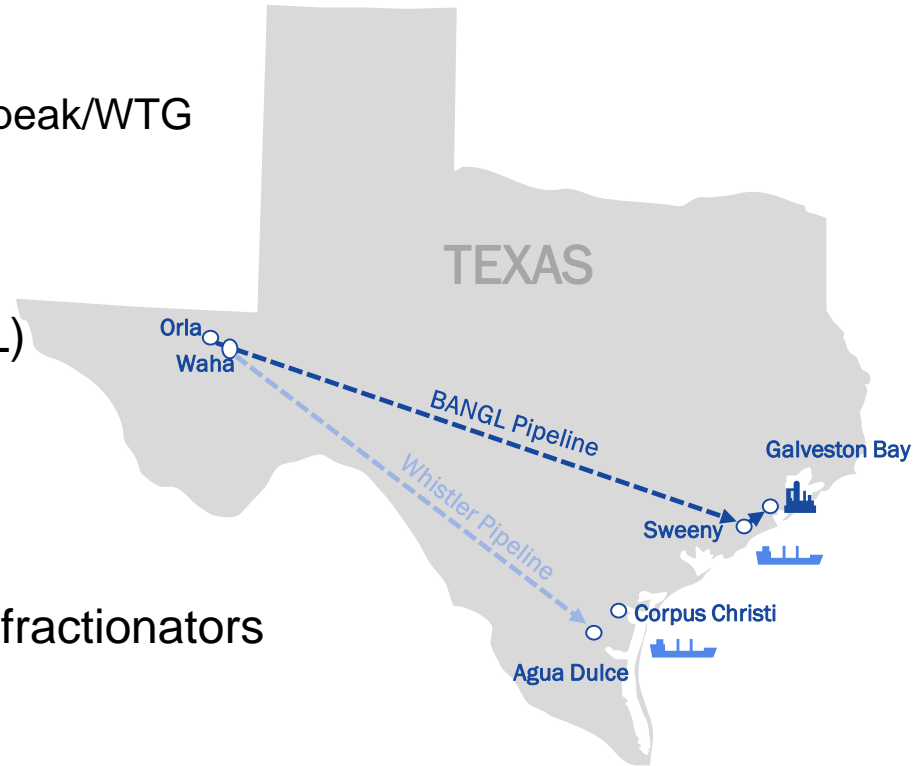 peak/WTG
TEXAS
L)
Orla
Waha
BANGL Pipeline
Galveston Bay
Whistler Pipeline
Sweeny
Corpus Christi
fractionators
Agua Dulce